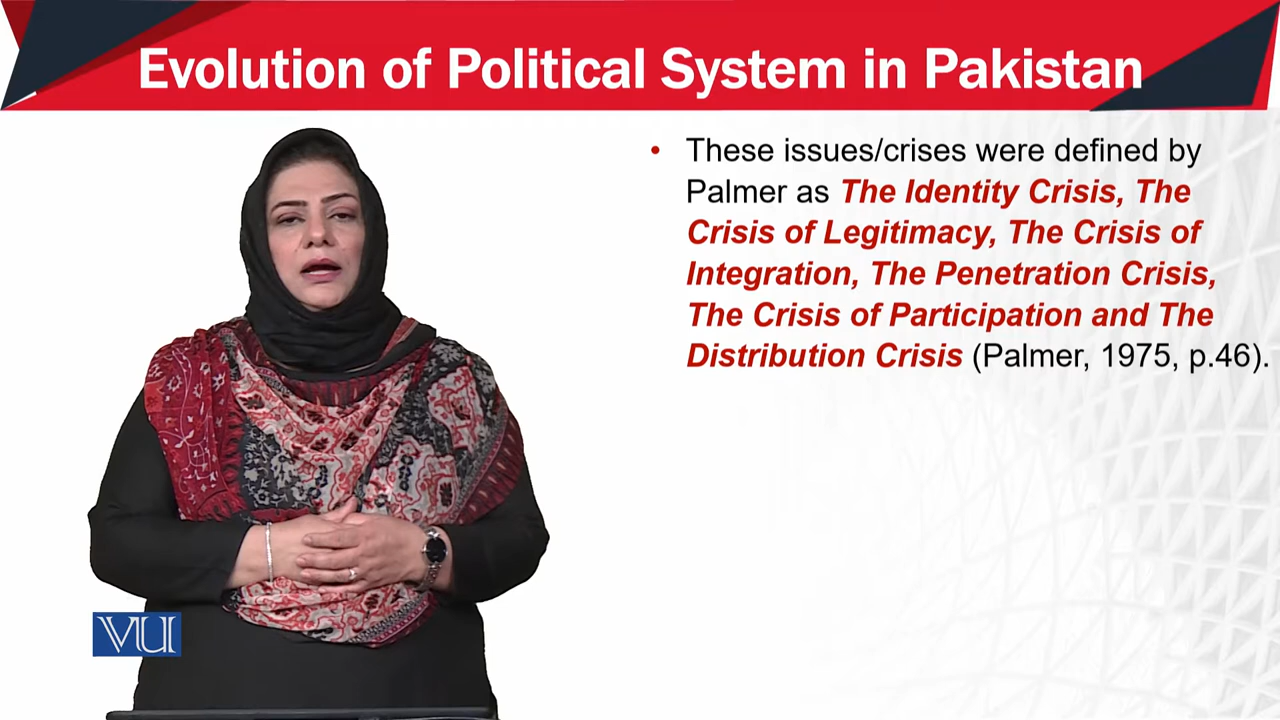 Evolution of Political System in Pakistan
• These issues/crises were defined by
Palmer as The Identity Crisis, The
Crisis of Legitimacy, The Crisis of
Integration, The Penetration Crisis,
The Crisis of Participation and The
Distribution Crisis (Palmer, 1975, p.46).
VU